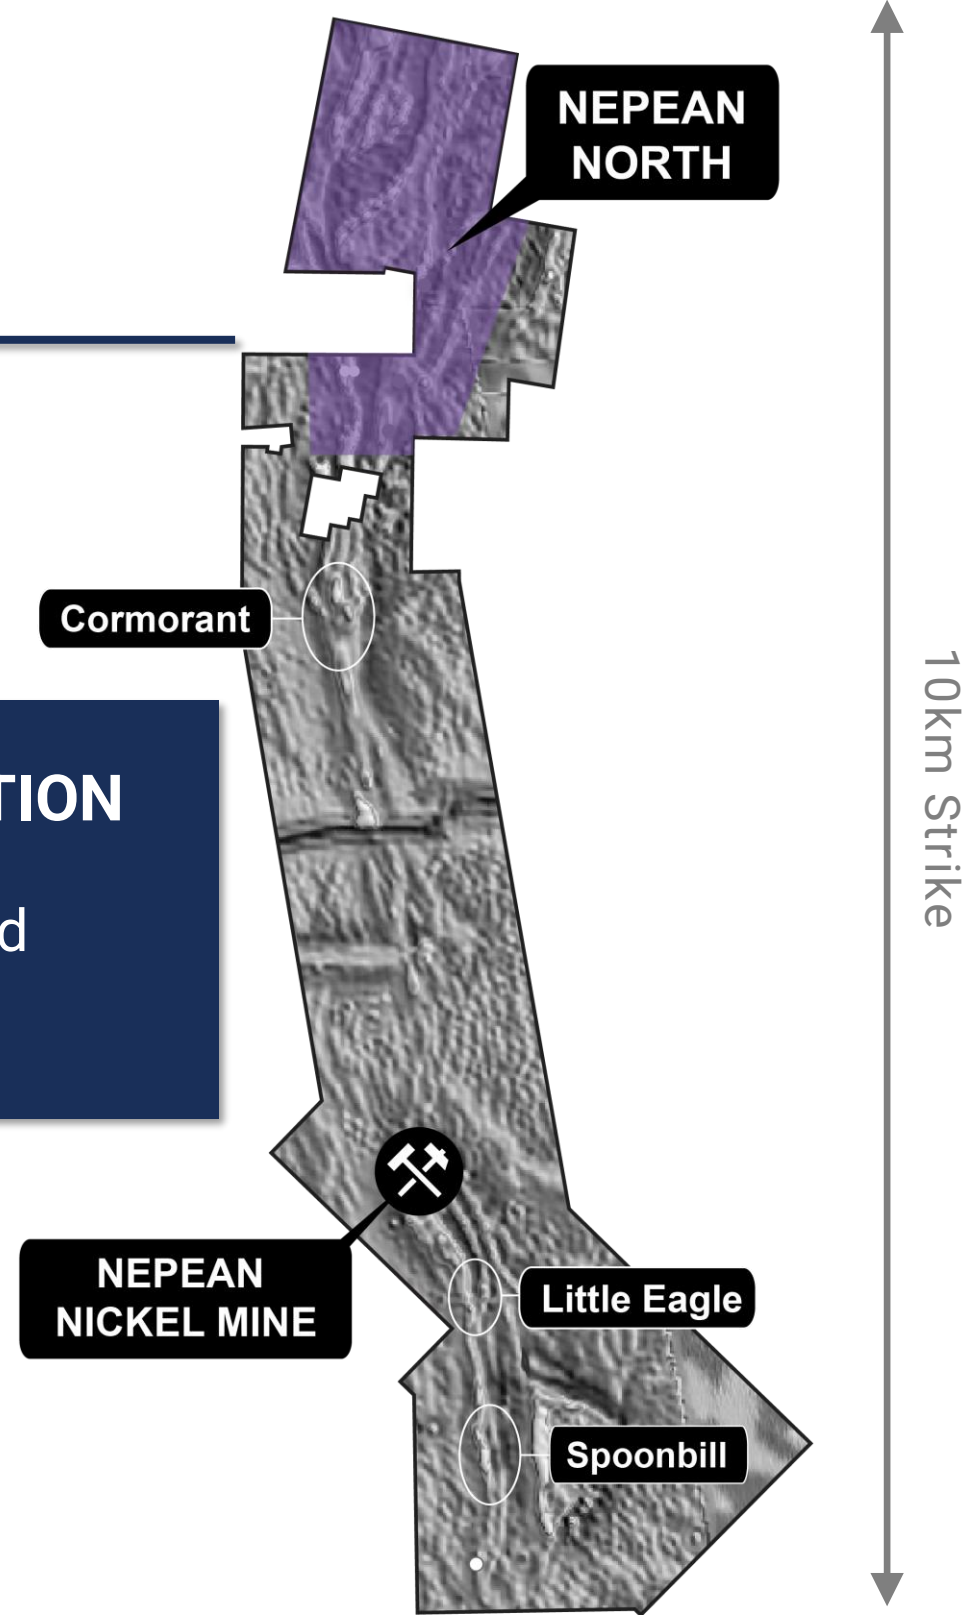 NEPEAN
NORTH
Cormorant
TION
d
10km Strike
NEPEAN
NICKEL MINE
Little Eagle
Spoonbill